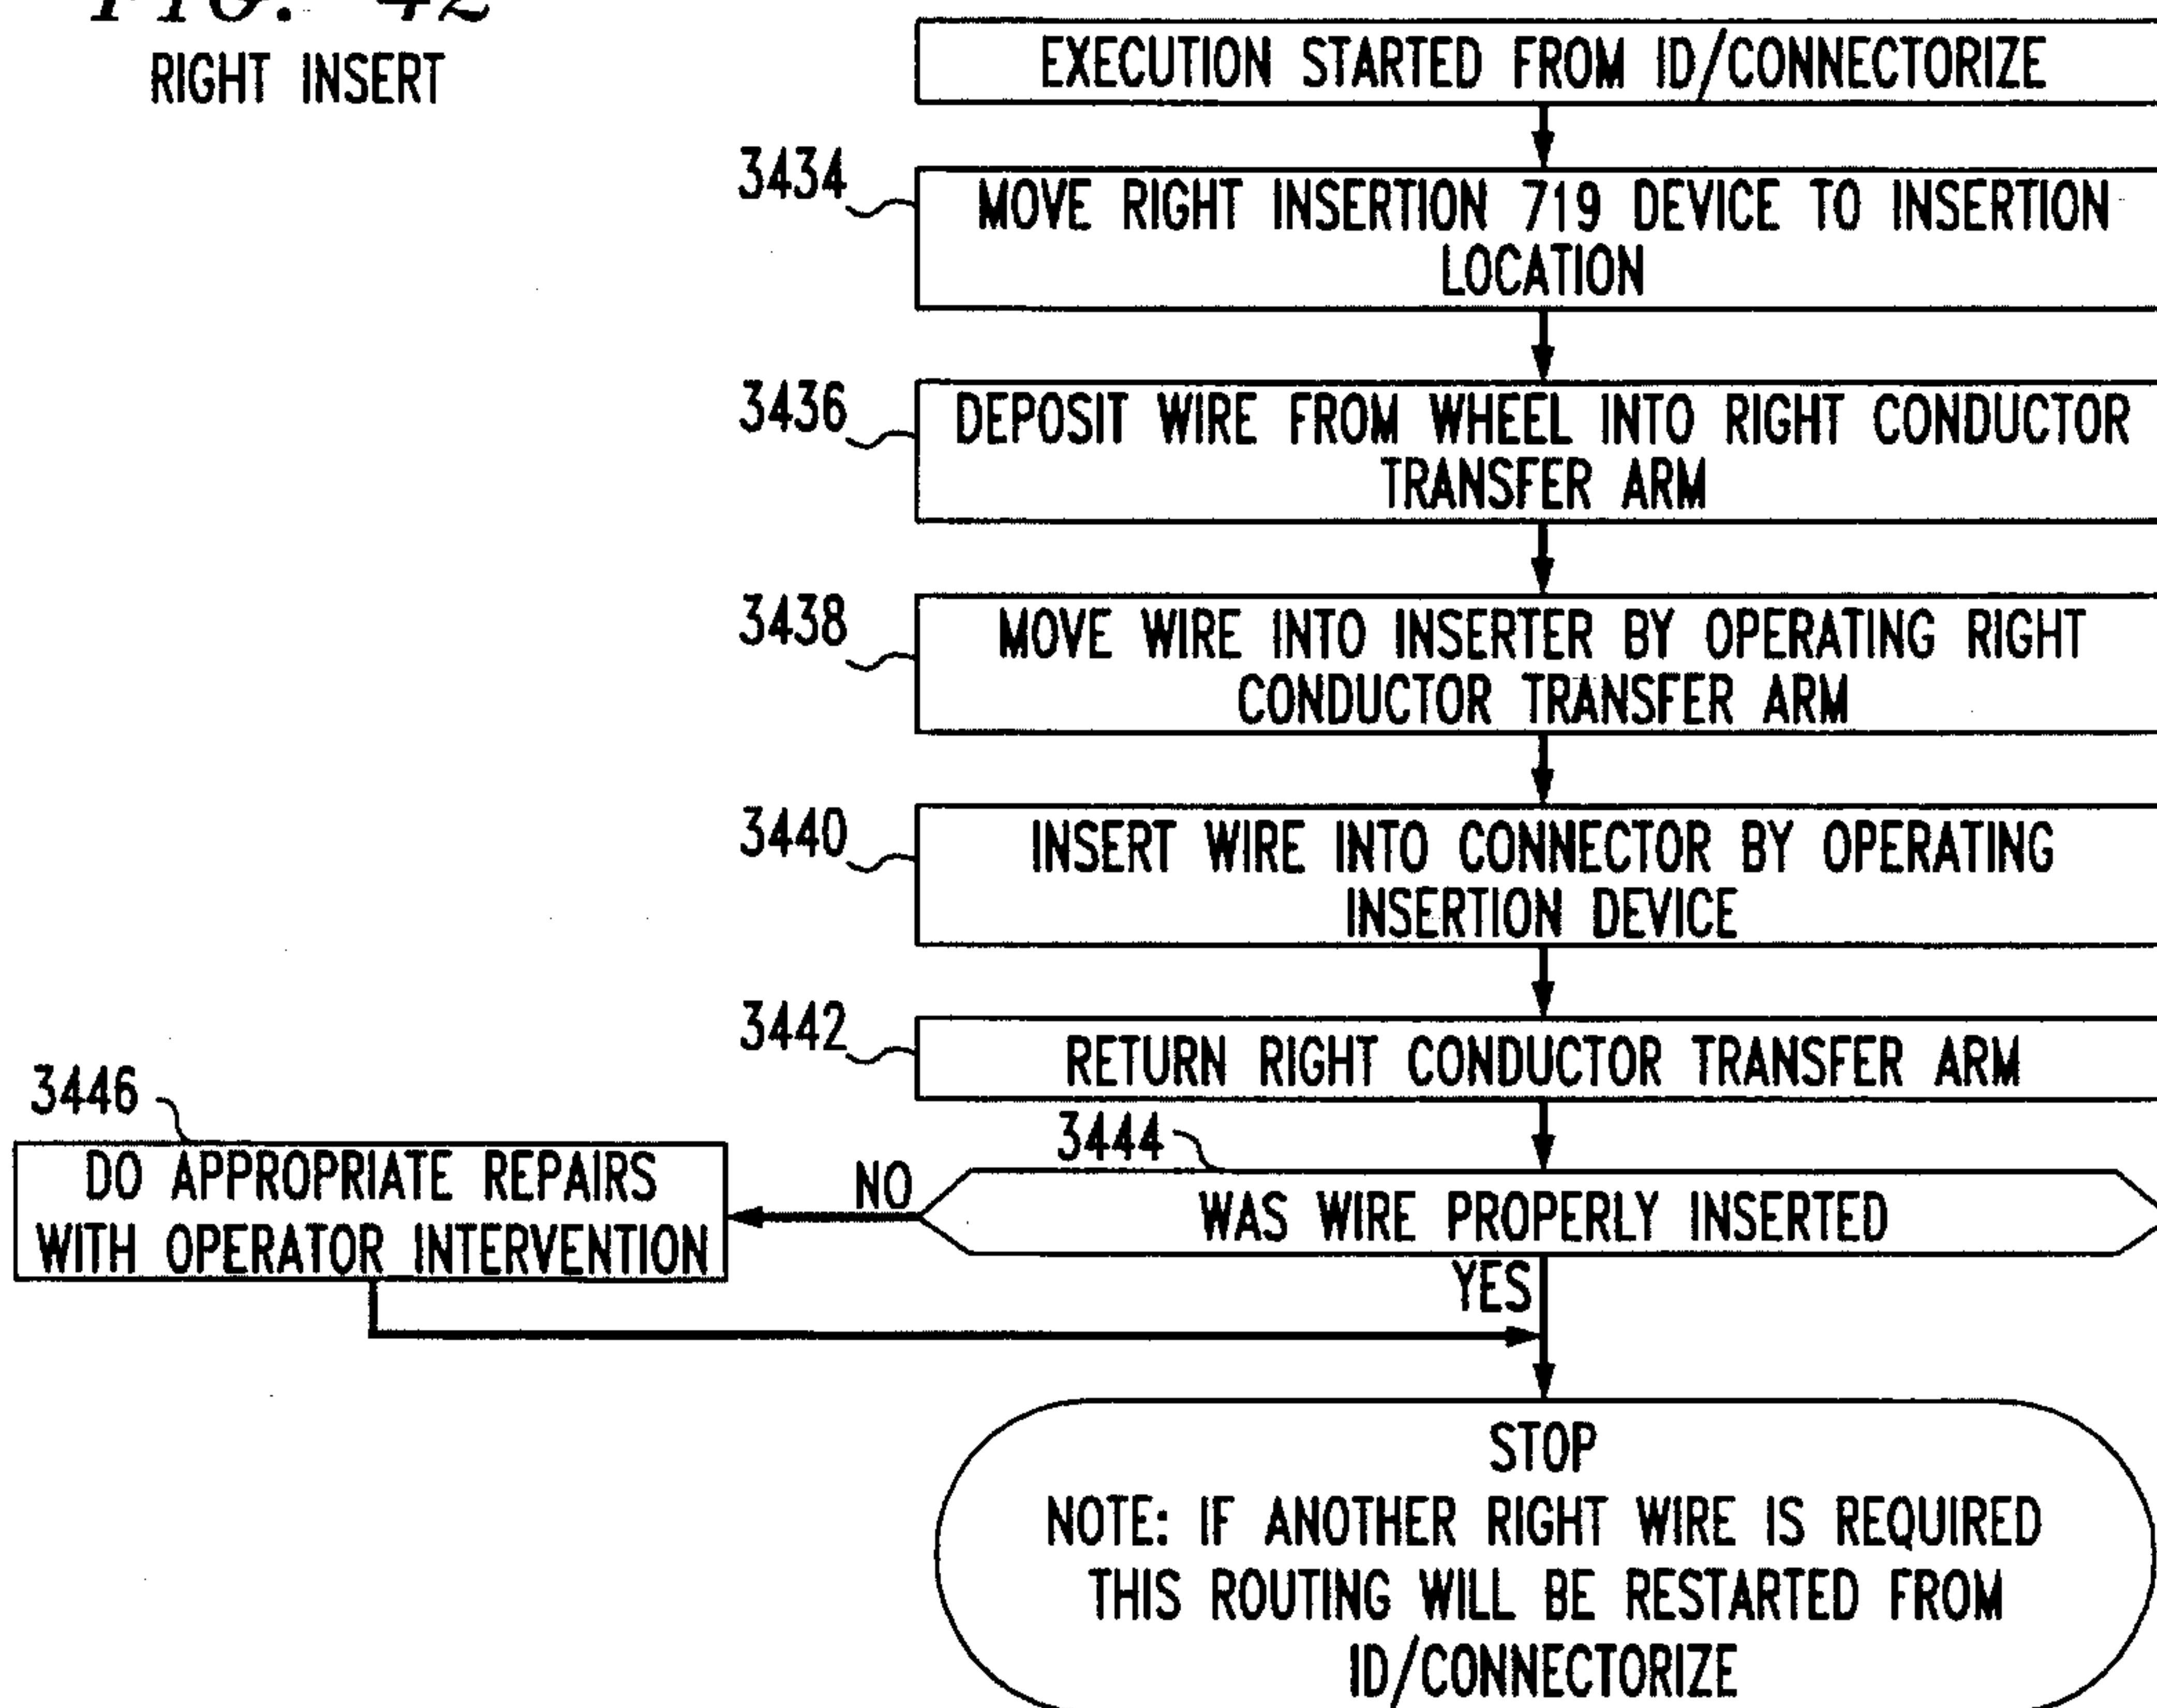 FIG. 42
RIGHT INSERT
EXECUTION STARTED FROM ID/CONNECTORIZE
3434
MOVE RIGHT INSERTION 719 DEVICE TO INSERTION
LOCATION
3436
DEPOSIT WIRE FROM WHEEL INTO RIGHT CONDUCTOR
TRANSFER ARM
3438
MOVE WIRE INTO INSERTER BY OPERATING RIGHT
CONDUCTOR TRANSFER ARM
3440
INSERT WIRE INTO CONNECTOR BY OPERATING
INSERTION DEVICE
3442
RETURN RIGHT CONDUCTOR TRANSFER ARM
3444
WAS WIRE PROPERLY INSERTED
NO
3446
DO APPROPRIATE REPAIRS
WITH OPERATOR INTERVENTION
YES
STOP
NOTE: IF ANOTHER RIGHT WIRE IS REQUIRED
THIS ROUTING WILL BE RESTARTED FROM
ID/CONNECTORIZE